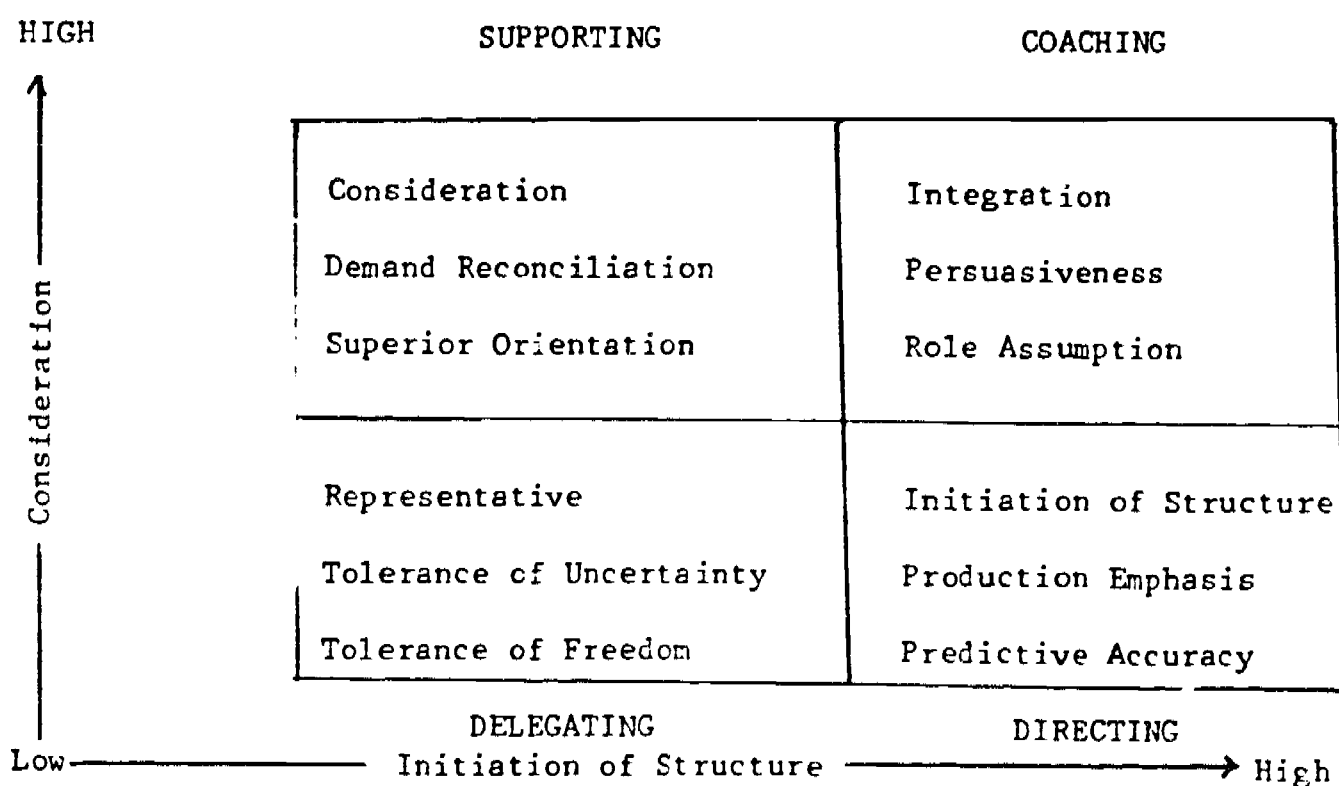 HIGH SUPPORTING COACHING
Consideration Integration
Demand Reconciliation Persuasiveness
Superior Orientation Role Assumption
Consideration
Representative Initiation of Structure
Tolerance of Uncertainty Production Emphasis
Tolerance of Freedom Predictive Accuracy
DELEGATING DIRECTING
Low Initiation of Structure High